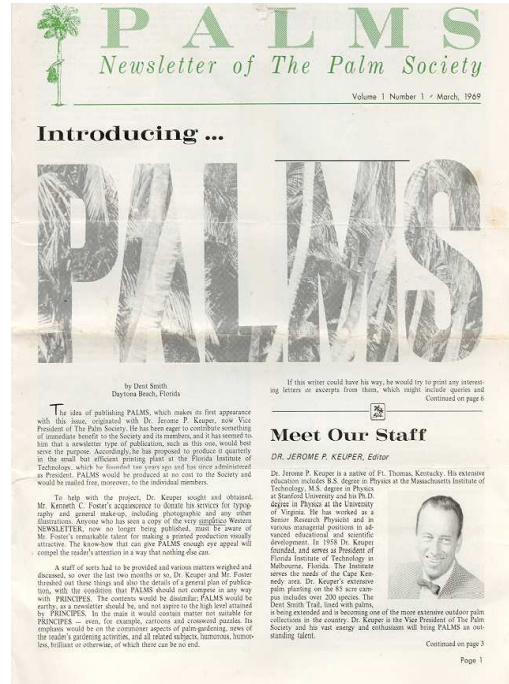 PALMS
Newsletter of The Palm Society
Volume 1 Number 1 • March, 1969
Introducing ...
PALMS
by Dent Smith
Daytona Beach, Florida
The idea of publishing PALMS, which makes its first appearance
with this issue, originated with Dr. Jerome P. Keuper, now Vice
President of The Palm Society. He has been eager to contribute something
of immediate benefit to the Society and its members, and it has seemed to
him that a newsletter type of publication, such as this one, would best
serve the purpose. Accordingly, he has proposed to produce it quarterly
in the small but efficient printing plant at the Florida Institute of
Technology, which he founded ten years ago and has since administered
as President. PALMS would be produced at no cost to the Society and
would be mailed free, moreover, to the individual members.
To help with the project, Dr. Keuper sought and obtained
Mr. Kenneth C. Foster's acquiescence to donate his services for typog-
raphy and general make-up, including photographic and any other
illustrations. Anyone who has seen a copy of the very simpático Western
NEWSLETTER, now no longer being published, must be aware of
Mr. Foster's remarkable talent for making a printed production visually
attractive. The know-how that can give PALMS enough eye appeal will
compel the reader's attention in a way that nothing else can.
A staff of sorts had to be provided and various matters weighed and
discussed, so over the last two months or so, Dr. Keuper and Mr. Foster
threshed out these things and also the details of a general plan of publica-
tion, with the condition that PALMS should not compete in any way
with PRINCIPES. The contents would be dissimilar; PALMS would be
earthy, as a newsletter should be, and not aspire to the high level attained
by PRINCIPES. In the main it would contain matter not suitable for
PRINCIPES — even, for example, cartoons and crossword puzzles. Its
emphasis would be on the commoner aspects of palm-gardening, news of
the reader's gardening activities, and all related subjects, humorous, humor-
less, brilliant or otherwise, of which there can be no end.
If this writer could have his way, he would try to print any interest-
ing letters or excerpts from them, which might include queries and
Continued on page 6
Meet Our Staff
DR. JEROME P. KEUPER, Editor
Dr. Jerome P. Keuper is a native of Ft. Thomas, Kentucky. His extensive
education includes B.S. degree in Physics at the Massachusetts Institute of
Technology, M.S. degree in Physics
at Stanford University and his Ph.D.
degree in Physics at the University
of Virginia. He has worked as a
Senior Research Physicist and in
various managerial positions in ad-
vanced educational and scientific
development. In 1958 Dr. Keuper
founded, and serves as President of
Florida Institute of Technology in
Melbourne, Florida. The Institute
serves the needs of the Cape Ken-
nedy area. Dr. Keuper's extensive
palm planting on the 85 acre cam-
pus includes over 200 species. The
Dent Smith Trail, lined with palms,
is being extended and is becoming one of the more extensive outdoor palm
collections in the country. Dr. Keuper is the Vice President of The Palm
Society and his vast energy and enthusiasm will bring PALMS an out-
standing talent.
Continued on page 3
Page 1